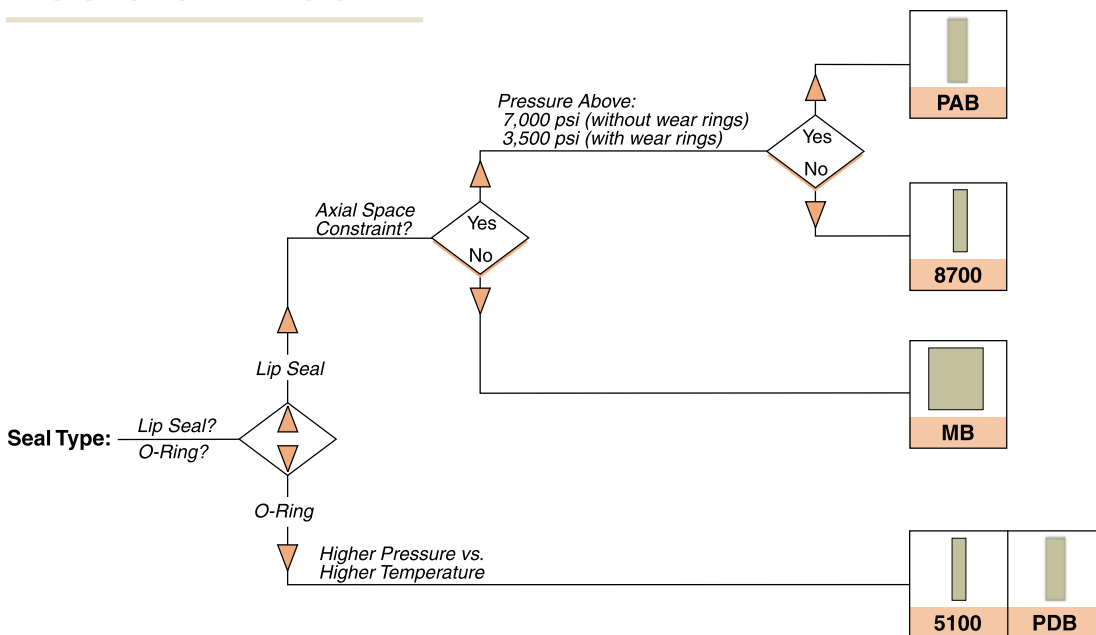 PAB
Pressure Above:
7,000 psi (without wear rings)
3,500 psi (with wear rings)
Yes
No
Axial Space
Constraint?
Yes
No
8700
Lip Seal
MB
Seal Type:
Lip Seal?
O-Ring?
O-Ring
Higher Pressure vs.
Higher Temperature
5100
PDB